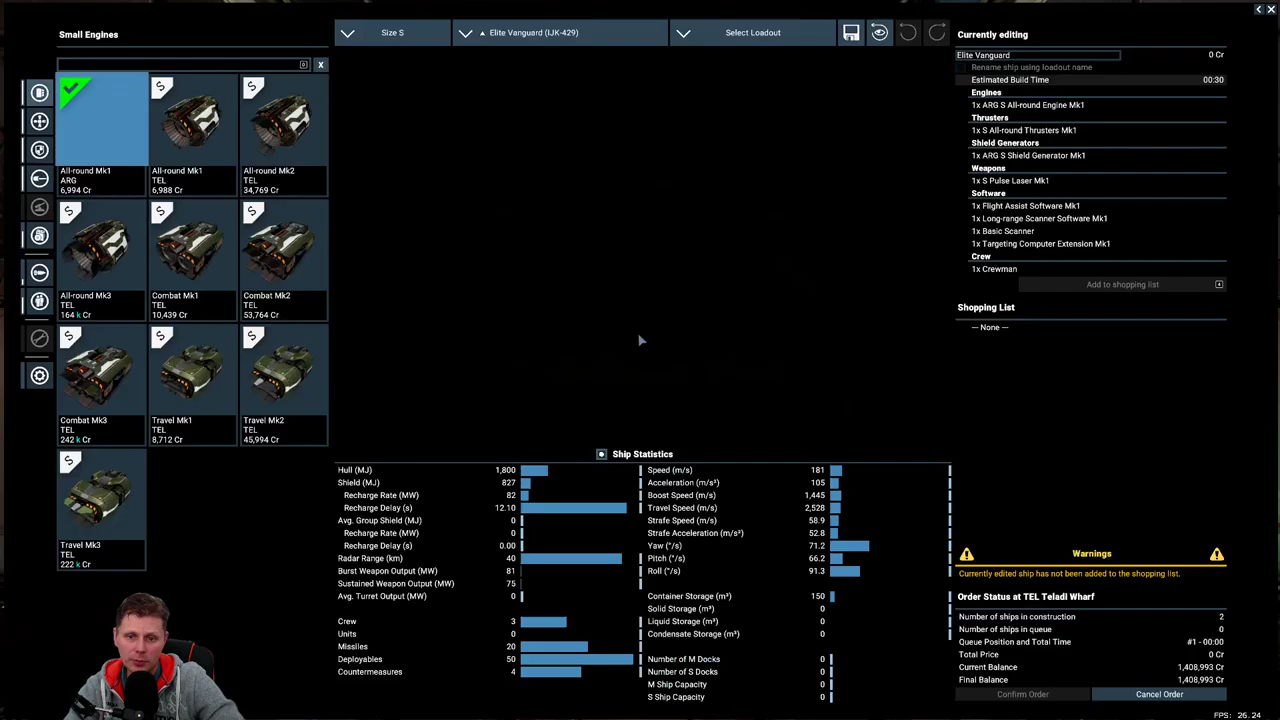 Small Engines
Size S
Elite Vanguard (IJK-429)
Select Loadout
Currently editing
X
Elite Vanguard
0 Cr
Rename ship using loadout name
Estimated Build Time
00:30
Engines
1x ARG S All-round Engine Mk1
Thrusters
1x S All-round Thrusters Mk1
Shield Generators
1x ARG S Shield Generator Mk1
Weapons
1x S Pulse Laser Mk1
Software
1x Flight Assist Software Mk1
1x Long-range Scanner Software Mk1
1x Basic Scanner
1x Targeting Computer Extension Mk1
Crew
1x Crewman
Add to shopping list
Shopping List
— None —
All-round Mk1
ARG
6,994 Cr
$
All-round Mk1
TEL
6,988 Cr
$
All-round Mk2
TEL
34,769 Cr
$
All-round Mk3
TEL
164 k Cr
$
Combat Mk1
TEL
10,439 Cr
$
Combat Mk2
TEL
53,764 Cr
$
Combat Mk3
TEL
242 k Cr
$
Travel Mk1
TEL
8,712 Cr
$
Travel Mk2
TEL
45,994 Cr
$
Travel Mk3
TEL
222 k Cr
Ship Statistics
Hull (MJ) 1,800
Shield (MJ) 827
Recharge Rate (MW) 82
Recharge Delay (s) 12.10
Avg. Group Shield (MJ) 0
Recharge Rate (MW) 0
Recharge Delay (s) 0.00
Radar Range (km) 40
Burst Weapon Output (MW) 81
Sustained Weapon Output (MW) 75
Avg. Turret Output (MW) 0
Crew 3
Units 0
Missiles 20
Deployables 50
Countermeasures 4
Speed (m/s) 181
Acceleration (m/s²) 105
Boost Speed (m/s) 1,445
Travel Speed (m/s) 2,528
Strafe Speed (m/s) 58.9
Strafe Acceleration (m/s²) 52.8
Yaw (°/s) 71.2
Pitch (°/s) 66.2
Roll (°/s) 91.3
Container Storage (m³) 150
Solid Storage (m³) 0
Liquid Storage (m³) 0
Condensate Storage (m³) 0
Number of M Docks 0
Number of S Docks 0
M Ship Capacity 0
S Ship Capacity 0
Warnings
Currently edited ship has not been added to the shopping list.
Order Status at TEL Teladi Wharf
Number of ships in construction 2
Number of ships in queue 0
Queue Position and Total Time #1 - 00:00
Total Price 0 Cr
Current Balance 1,408,993 Cr
Final Balance 1,408,993 Cr
Confirm Order
Cancel Order
FPS: 26.24